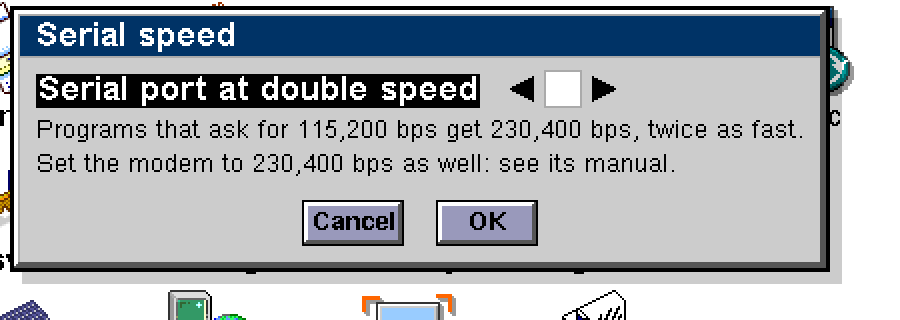 Serial speed
Serial port at double speed
Programs that ask for 115,200 bps get 230,400 bps, twice as fast.
Set the modem to 230,400 bps as well: see its manual.
Cancel OK